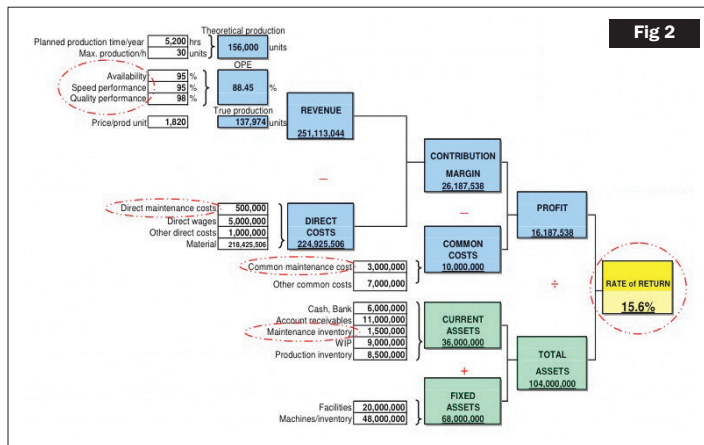 Fig 2
Theoretical production
Planned production time/year 5,200 hrs
Max. production/h 30 units
156,000 units
OPE
Availability 95 %
Speed performance 95 %
Quality performance 98 %
88.45 %
True production
Price/prod unit 1,820
137,974 units
REVENUE
251,113,044
–
CONTRIBUTION
MARGIN
26,187,538
Direct maintenance costs 500,000
Direct wages 5,000,000
Other direct costs 1,000,000
Material 218,425,506
DIRECT
COSTS
224,925,506
–
PROFIT
16,187,538
Common maintenance cost 3,000,000
Other common costs 7,000,000
COMMON
COSTS
10,000,000
÷
RATE of RETURN
15.6%
Cash, Bank 6,000,000
Account receivables 11,000,000
Maintenance inventory 1,500,000
WIP 9,000,000
Production inventory 8,500,000
CURRENT
ASSETS
36,000,000
+
TOTAL
ASSETS
104,000,000
Facilities 20,000,000
Machines/inventory 48,000,000
FIXED
ASSETS
68,000,000